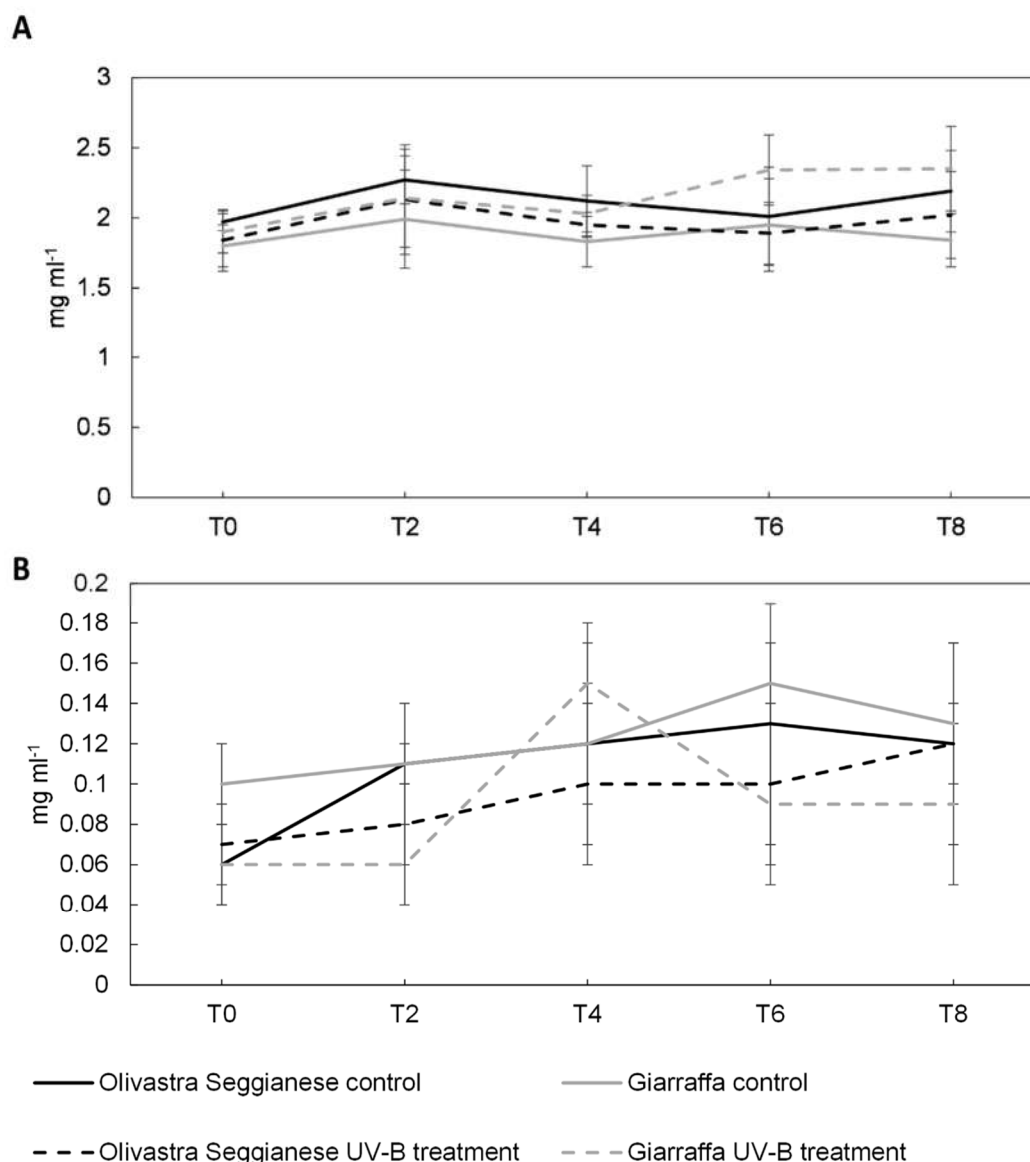 A
3
2.5
2
1.5
1
0.5
0
mg ml-1
T0 T2 T4 T6 T8
B
0.2
0.18
0.16
0.14
0.12
0.1
0.08
0.06
0.04
0.02
0
mg ml-1
T0 T2 T4 T6 T8
Olivastra Seggianese control Giarraffa control
Olivastra Seggianese UV-B treatment Giarraffa UV-B treatment